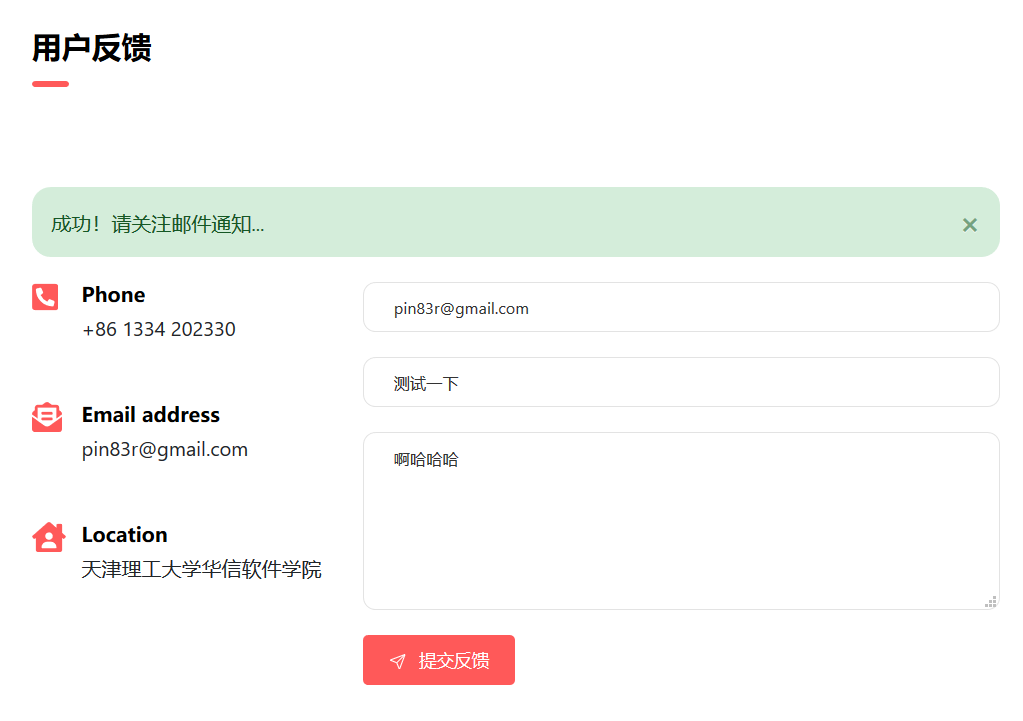 用户反馈
成功！请关注邮件通知...
×
Phone
+86 1334 202330
Email address
pin83r@gmail.com
Location
天津理工大学华信软件学院
pin83r@gmail.com
测试一下
啊哈哈哈
提交反馈